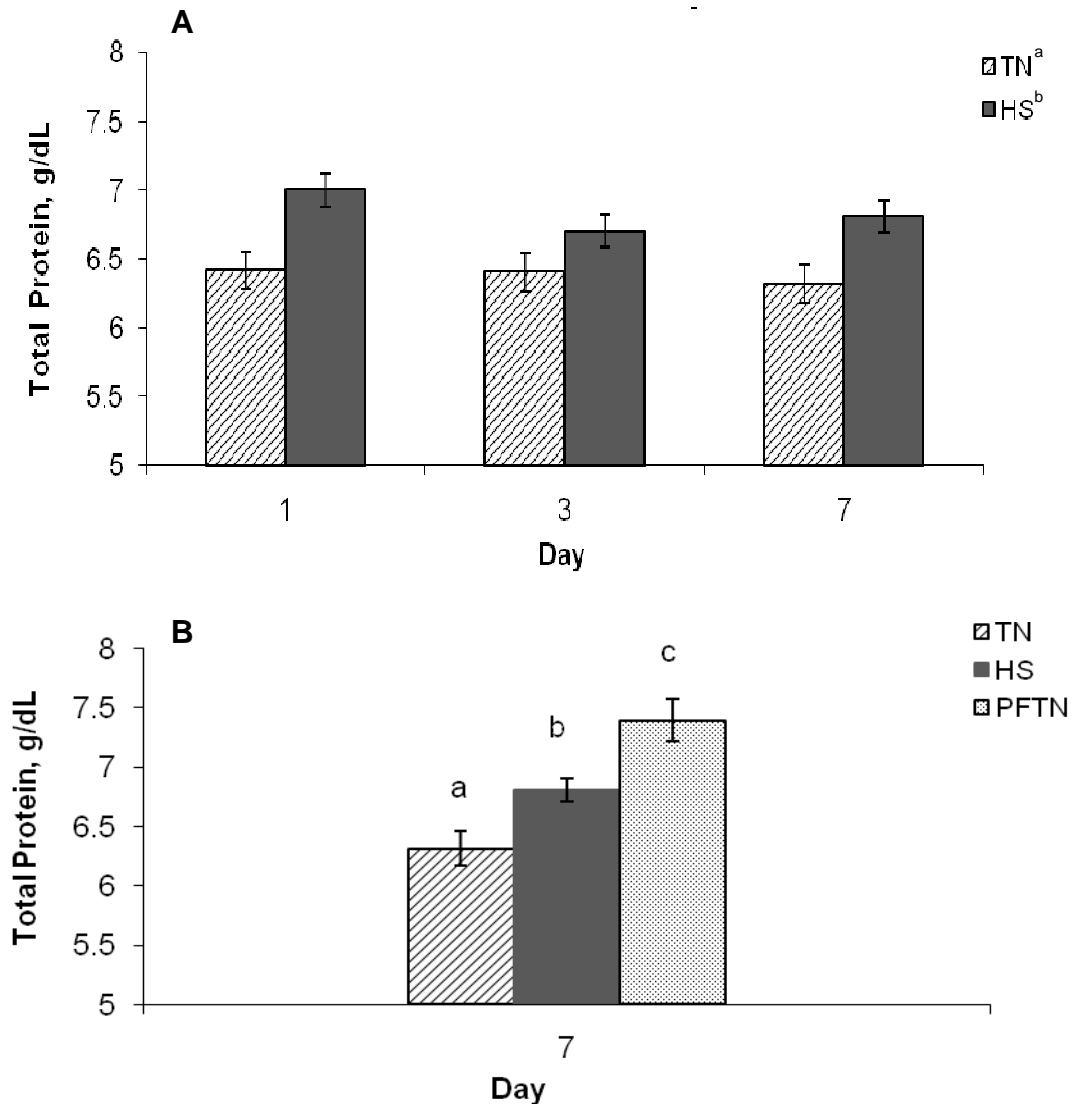 A
8
7.5
7
6.5
6
5.5
5
Total Protein, g/dL
1 3 7
Day
TNa
HSb
B
8
7.5
7
6.5
6
5.5
5
Total Protein, g/dL
a
b
c
7
Day
TN
HS
PFTN